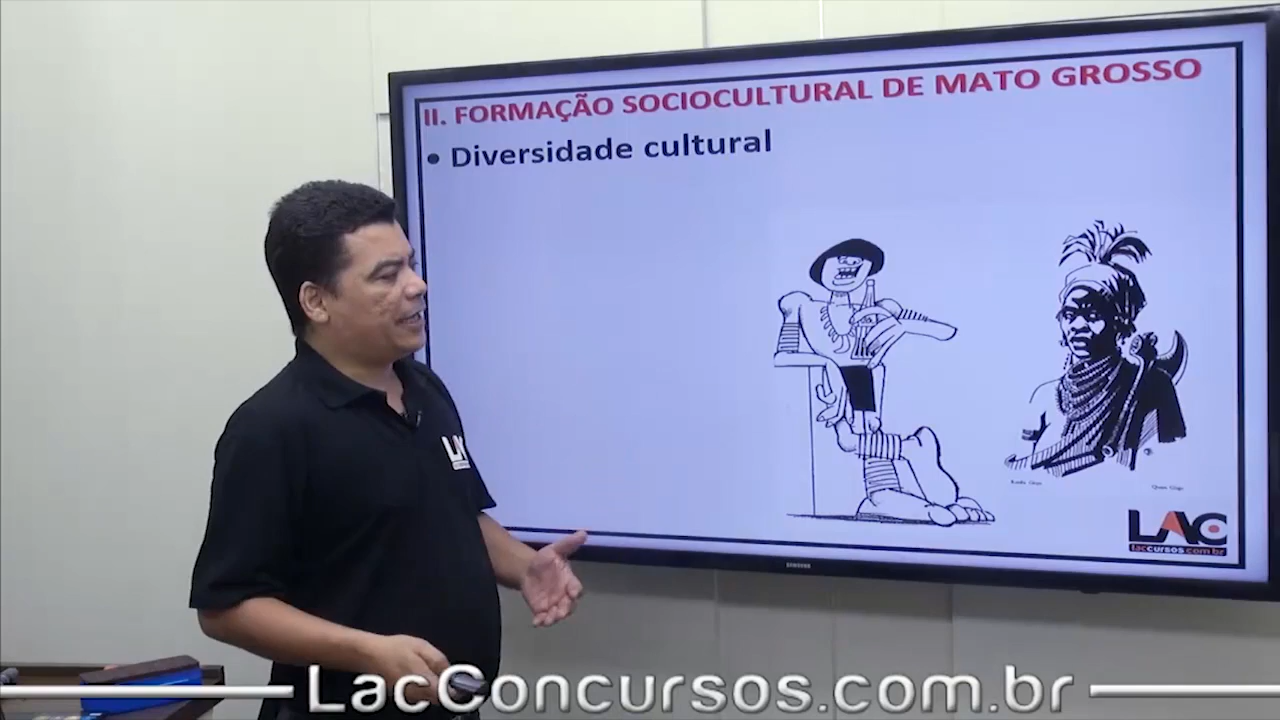 II. FORMAÇÃO SOCIOCULTURAL DE MATO GROSSO
• Diversidade cultural
LAC
laccursos.com.br
SAMSUNG
LacConcursos.com.br